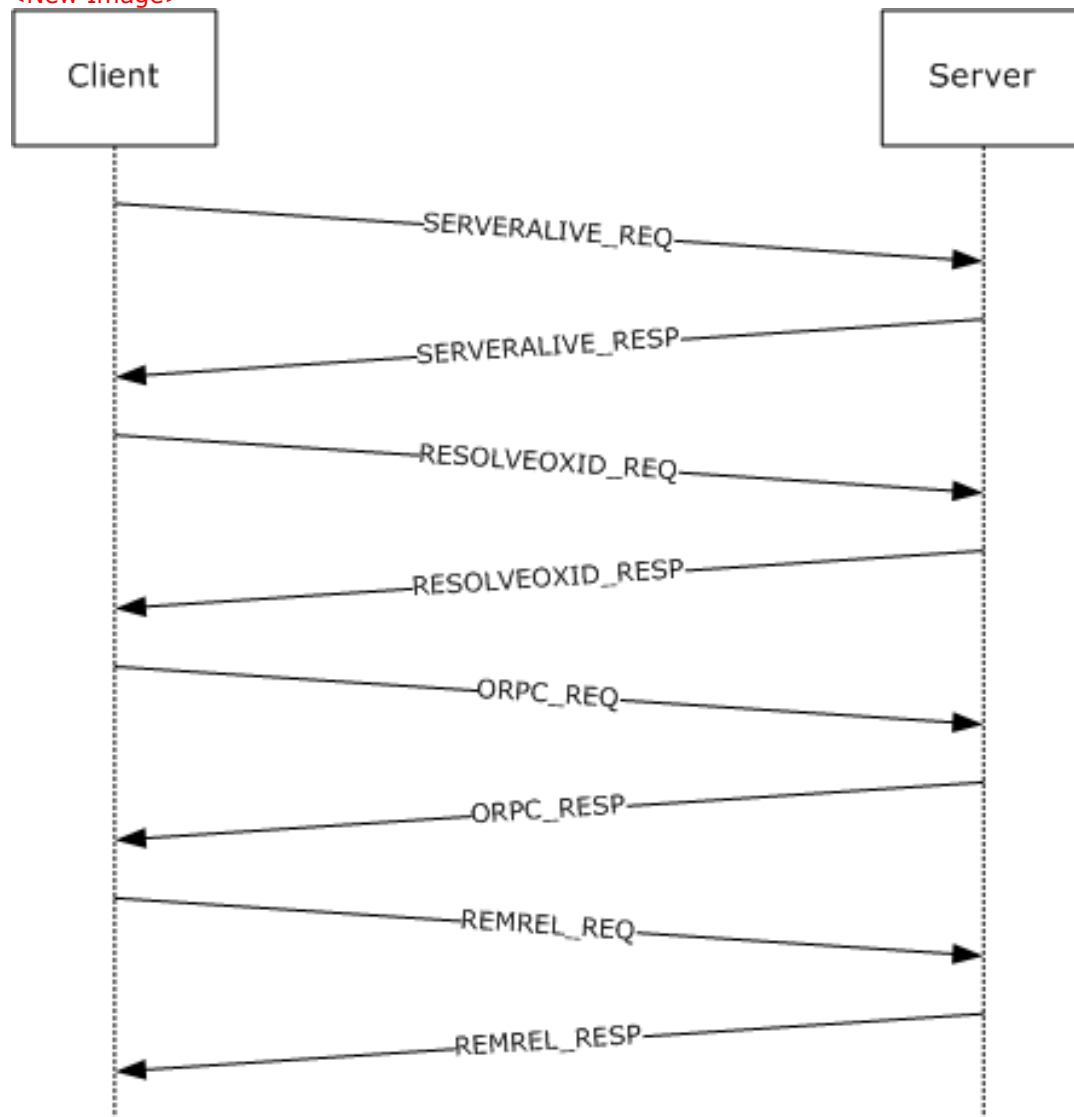 <New Image>
Client
Server
SERVERALIVE_REQ
SERVERALIVE_RESP
RESOLVEOXID_REQ
RESOLVEOXID_RESP
ORPC_REQ
ORPC_RESP
REMREL_REQ
REMREL_RESP